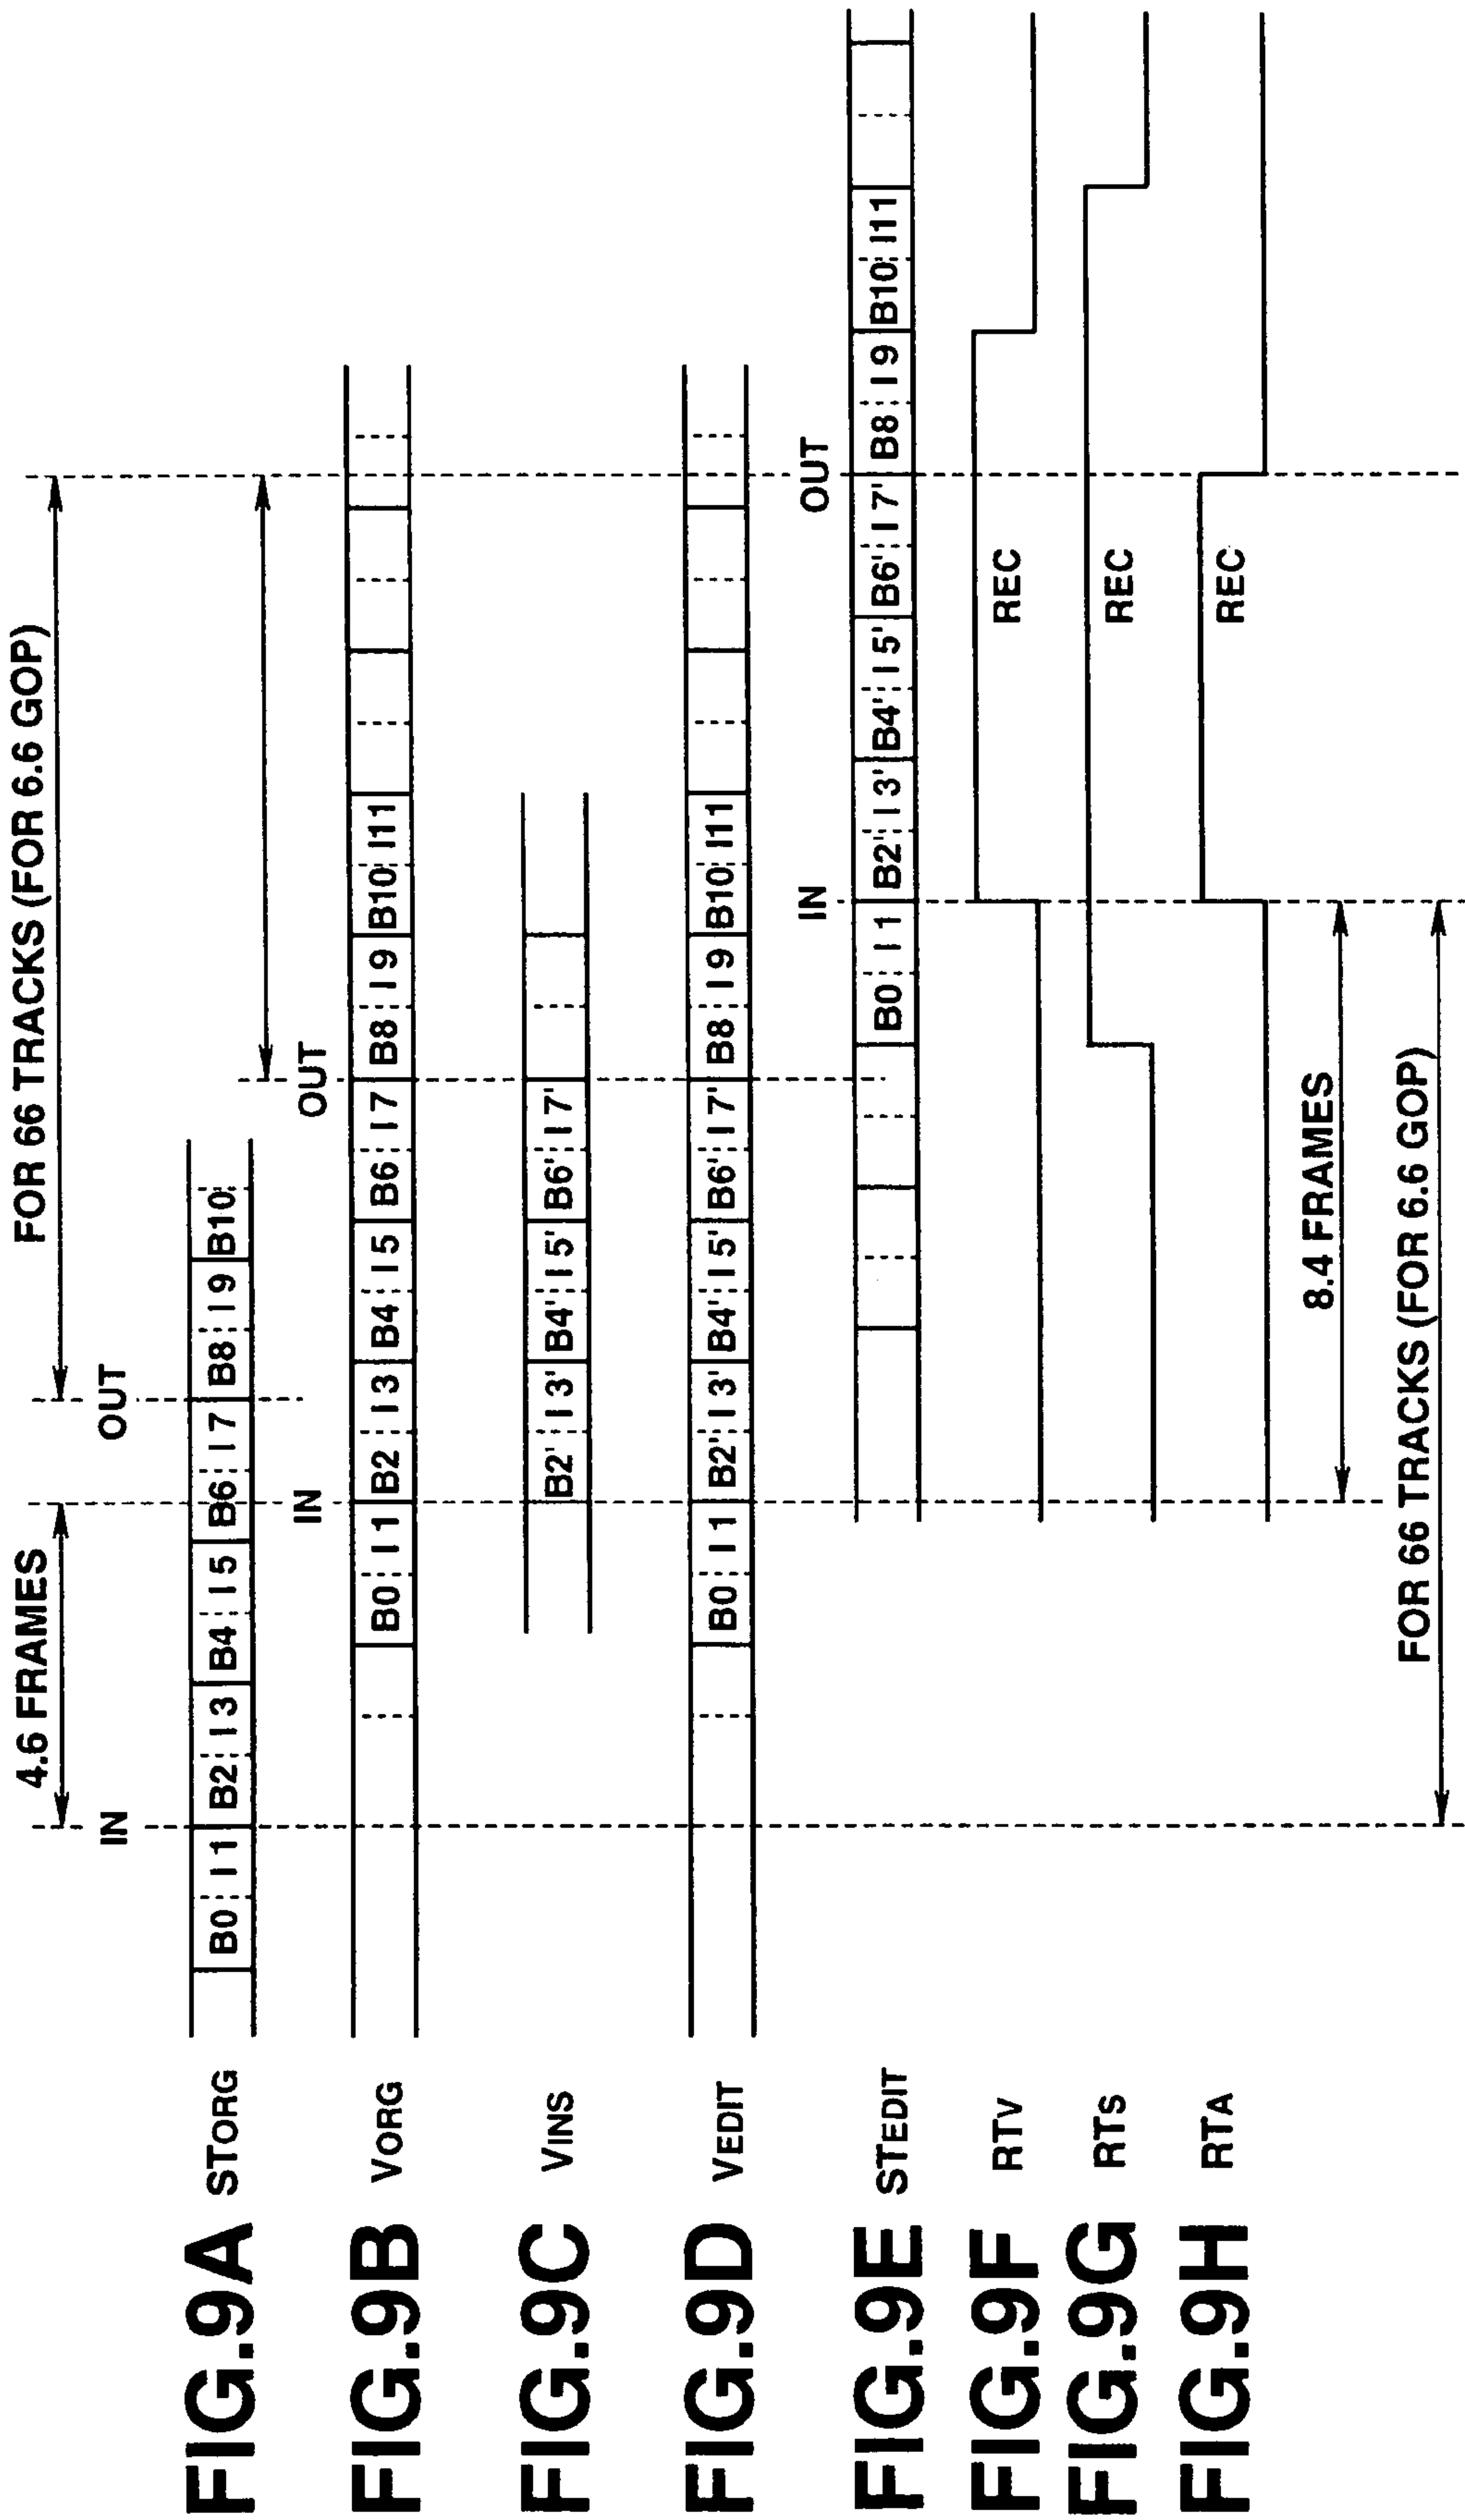 4.6 FRAMES
FOR 66 TRACKS (FOR 6.6 GOP)
IN
OUT
FIG.9A STORG
B0 I1 B2 I3 B4 I5 B6 I7 B8 I9 B10
IN
OUT
FIG.9B VORG
B0 I1 B2 I3 B4 I5 B6 I7 B8 I9 B10 I11
FIG.9C VINS
B2' I3' B4' I5' B6' I7'
FIG.9D VEDIT
B0 I1 B2' I3' B4' I5' B6' I7' B8 I9 B10 I11
IN
OUT
FIG.9E STEDIT
B0 I1 B2' I3' B4' I5' B6' I7' B8 I9 B10 I11
FIG.9F RTV
REC
FIG.9G RTS
REC
FIG.9H RTA
REC
8.4 FRAMES
FOR 66 TRACKS (FOR 6.6 GOP)